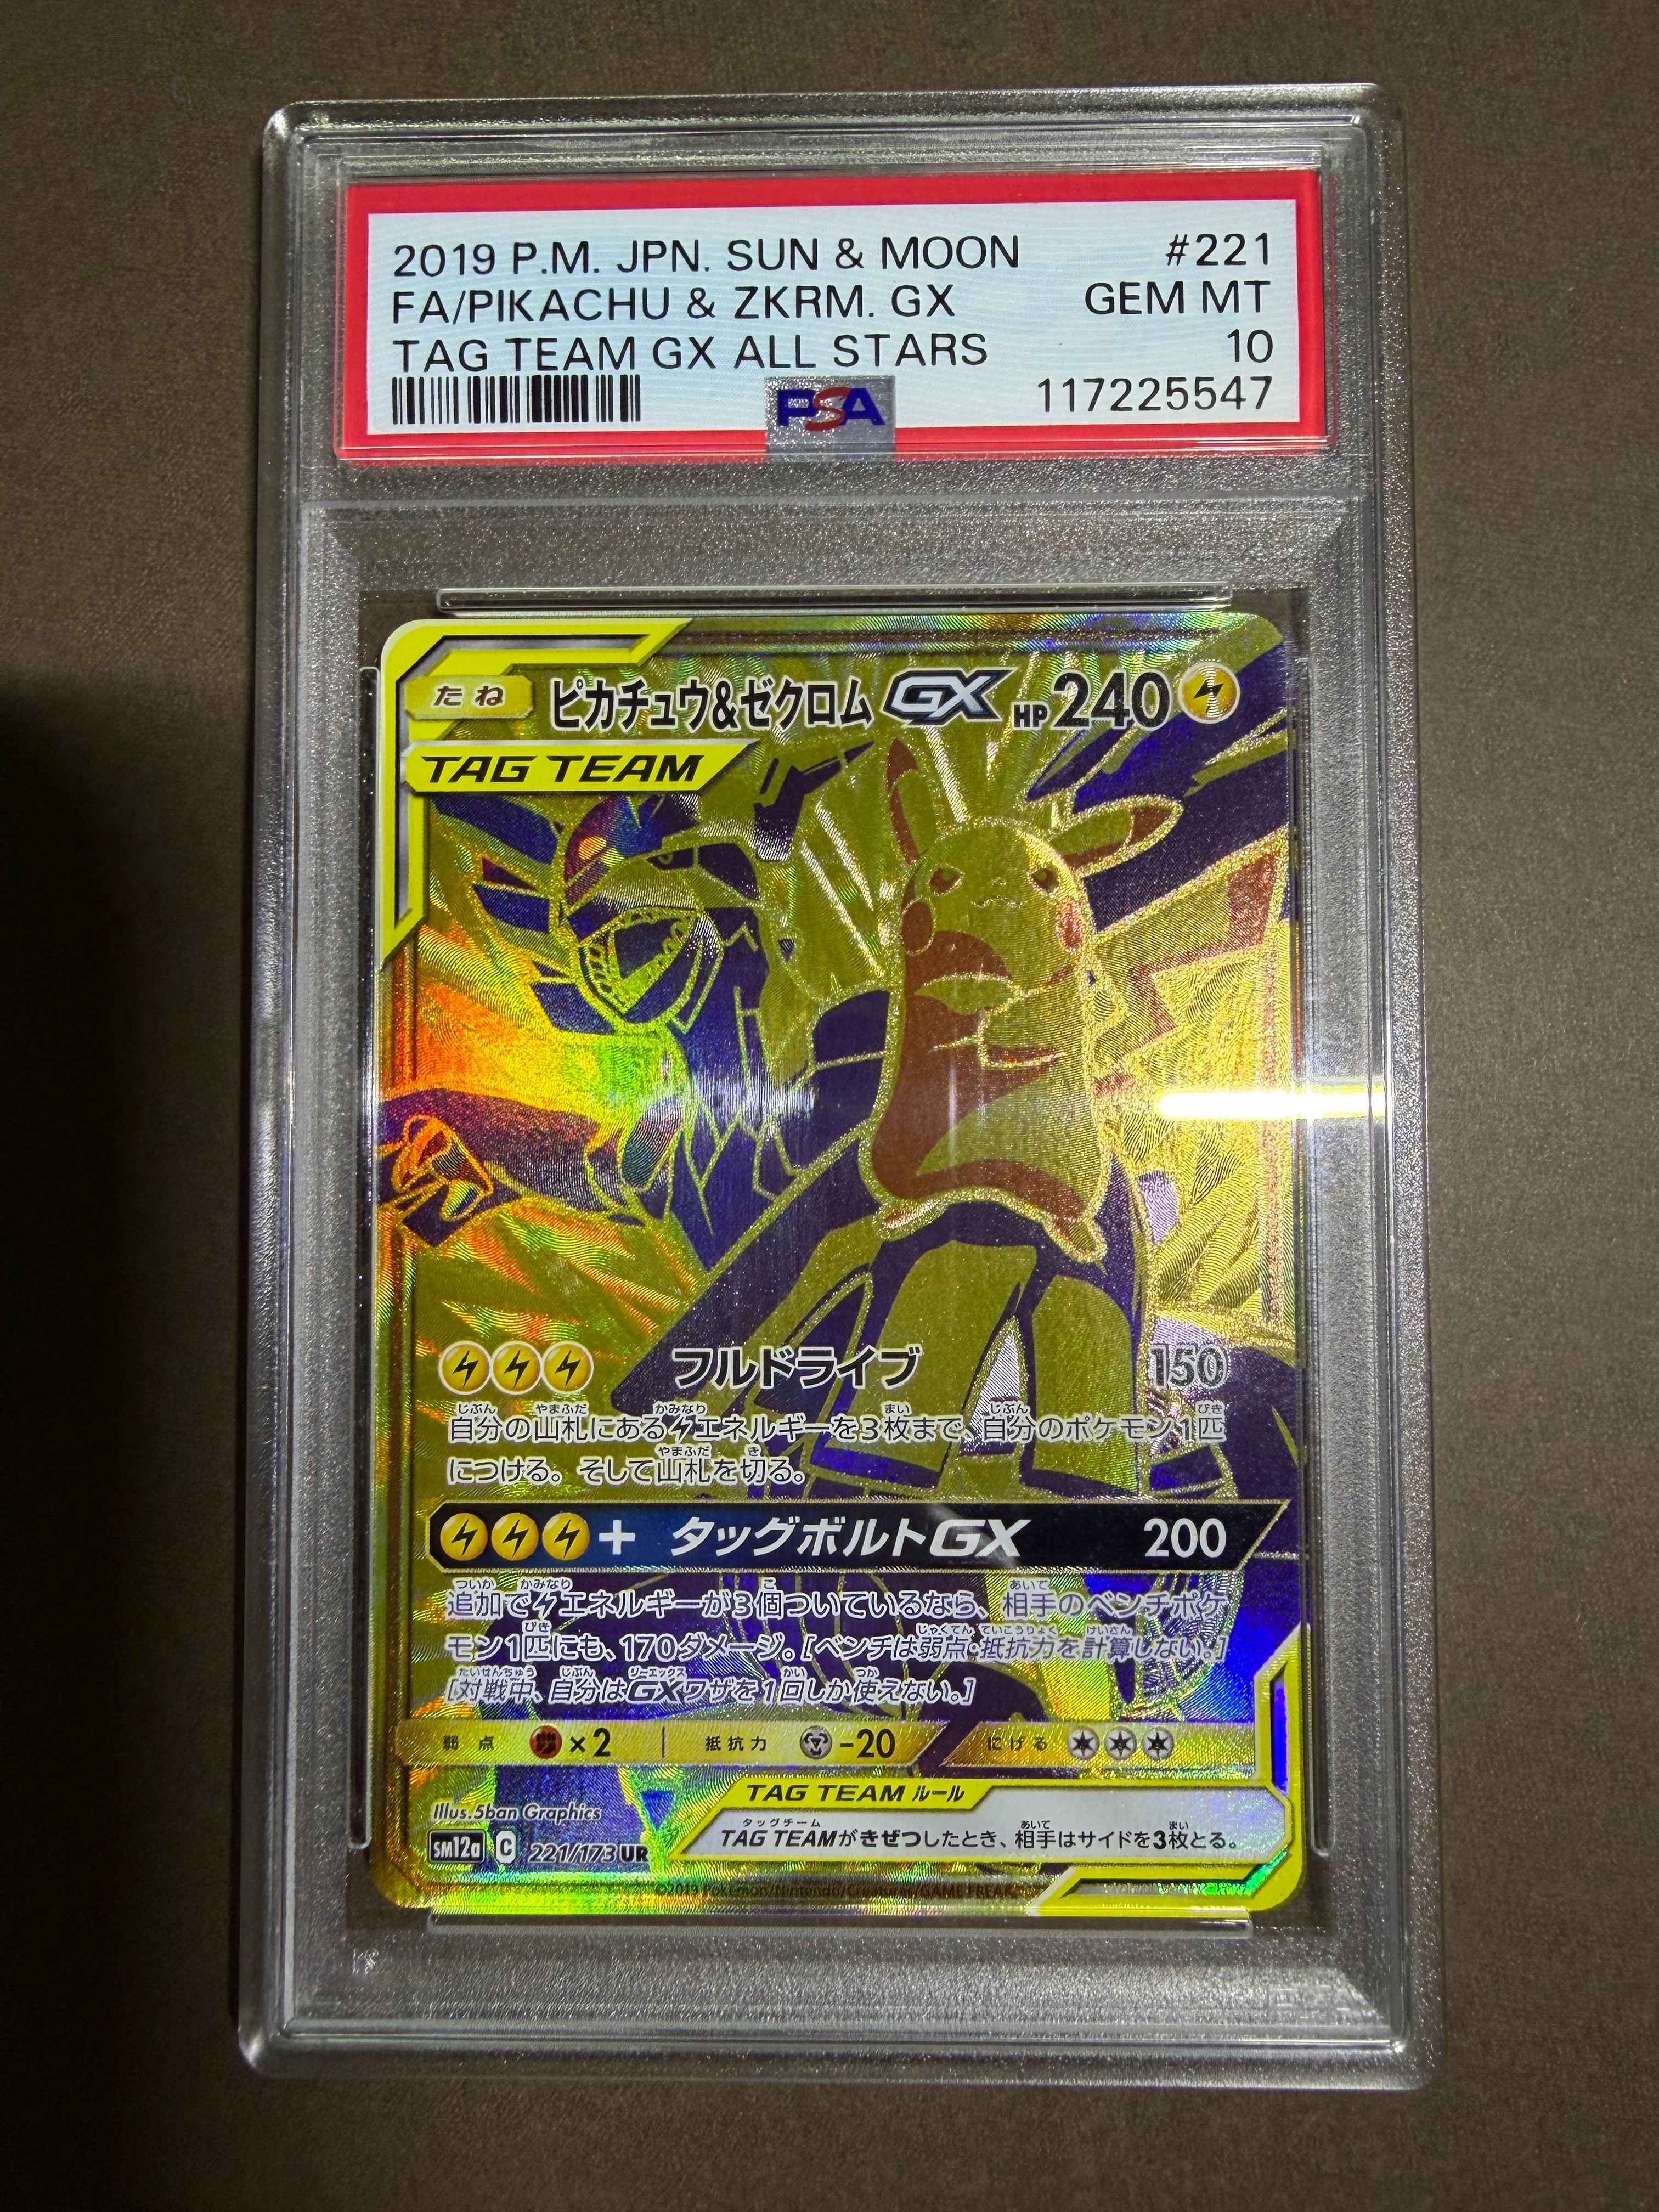 2019 P.M. JPN. SUN & MOON #221
FA/PIKACHU & ZKRM. GX GEM MT
TAG TEAM GX ALL STARS 10
PSA 117225547
たね ピカチュウ&ゼクロムGX HP240
TAG TEAM
フルドライブ 150
自分の山札にあるエネルギーを3枚まで、自分のポケモン1匹
につける。そして山札を切る。
+ タッグボルトGX 200
追加でエネルギーが3個ついているなら、相手のベンチポケ
モン1匹にも、170ダメージ。[ベンチは弱点・抵抗力を計算しない。]
[対戦中、自分はGXワザを1回しか使えない。]
弱点 ×2 抵抗力 -20 にげる
TAG TEAM ルール
TAG TEAMがきぜつしたとき、相手はサイドを3枚とる。
Illus.5ban Graphics
SM12a C 221/173 UR
©2019 Pokémon/Nintendo/Creatures/GAME FREAK.